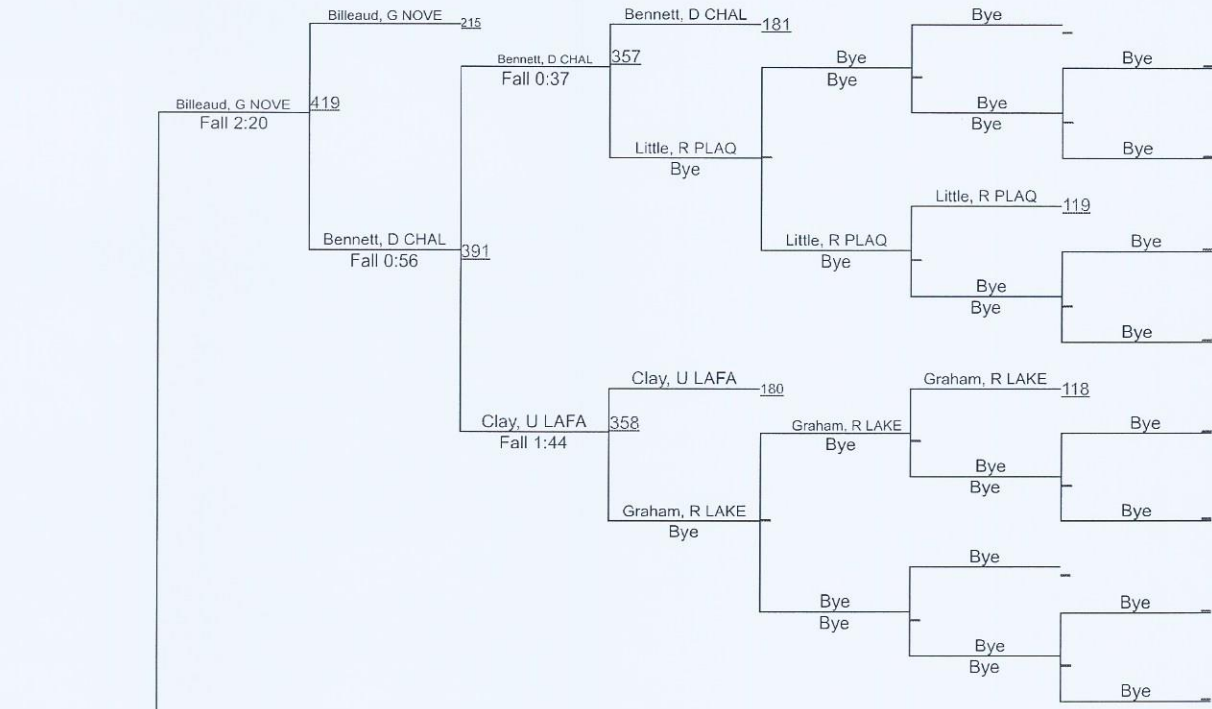 Billeaud, G NOVE
215
Bennett, D CHAL
181
Bye
Bennett, D CHAL
357
Fall 0:37
Bye
Bye
Bye
Billeaud, G NOVE
419
Fall 2:20
Bye
Bye
Little, R PLAQ
Bye
Bye
Little, R PLAQ
119
Bennett, D CHAL
391
Fall 0:56
Little, R PLAQ
Bye
Bye
Bye
Bye
Bye
Clay, U LAFA
180
Graham, R LAKE
118
Clay, U LAFA
358
Fall 1:44
Graham, R LAKE
Bye
Bye
Bye
Bye
Graham, R LAKE
Bye
Bye
Bye
Bye
Bye
Bye
Bye
Bye
Bye